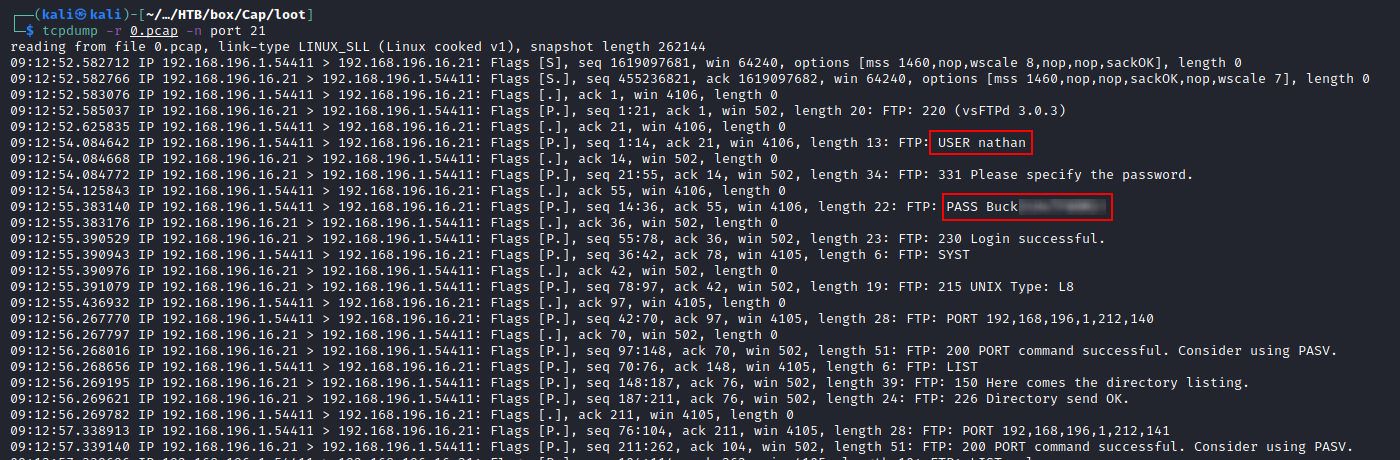 ┌──(kali㉿kali)-[~/…/HTB/box/Cap/loot]
└─$ tcpdump -r 0.pcap -n port 21
reading from file 0.pcap, link-type LINUX_SLL (Linux cooked v1), snapshot length 262144
09:12:52.582712 IP 192.168.196.1.54411 > 192.168.196.16.21: Flags [S], seq 1619097681, win 64240, options [mss 1460,nop,wscale 8,nop,nop,sackOK], length 0
09:12:52.582766 IP 192.168.196.16.21 > 192.168.196.1.54411: Flags [S.], seq 455236821, ack 1619097682, win 64240, options [mss 1460,nop,nop,sackOK,nop,wscale 7], length 0
09:12:52.583076 IP 192.168.196.1.54411 > 192.168.196.16.21: Flags [.], ack 1, win 4106, length 0
09:12:52.585037 IP 192.168.196.16.21 > 192.168.196.1.54411: Flags [P.], seq 1:21, ack 1, win 502, length 20: FTP: 220 (vsFTPd 3.0.3)
09:12:52.625835 IP 192.168.196.1.54411 > 192.168.196.16.21: Flags [.], ack 21, win 4106, length 0
09:12:54.084642 IP 192.168.196.1.54411 > 192.168.196.16.21: Flags [P.], seq 1:14, ack 21, win 4106, length 13: FTP: USER nathan
09:12:54.084668 IP 192.168.196.16.21 > 192.168.196.1.54411: Flags [.], ack 14, win 502, length 0
09:12:54.084772 IP 192.168.196.16.21 > 192.168.196.1.54411: Flags [P.], seq 21:55, ack 14, win 502, length 34: FTP: 331 Please specify the password.
09:12:54.125843 IP 192.168.196.1.54411 > 192.168.196.16.21: Flags [.], ack 55, win 4106, length 0
09:12:55.383140 IP 192.168.196.1.54411 > 192.168.196.16.21: Flags [P.], seq 14:36, ack 55, win 4106, length 22: FTP: PASS Buck
09:12:55.383176 IP 192.168.196.16.21 > 192.168.196.1.54411: Flags [.], ack 36, win 502, length 0
09:12:55.390529 IP 192.168.196.16.21 > 192.168.196.1.54411: Flags [P.], seq 55:78, ack 36, win 502, length 23: FTP: 230 Login successful.
09:12:55.390943 IP 192.168.196.1.54411 > 192.168.196.16.21: Flags [P.], seq 36:42, ack 78, win 4105, length 6: FTP: SYST
09:12:55.390976 IP 192.168.196.16.21 > 192.168.196.1.54411: Flags [.], ack 42, win 502, length 0
09:12:55.391079 IP 192.168.196.16.21 > 192.168.196.1.54411: Flags [P.], seq 78:97, ack 42, win 502, length 19: FTP: 215 UNIX Type: L8
09:12:55.436932 IP 192.168.196.1.54411 > 192.168.196.16.21: Flags [.], ack 97, win 4105, length 0
09:12:56.267770 IP 192.168.196.1.54411 > 192.168.196.16.21: Flags [P.], seq 42:70, ack 97, win 4105, length 28: FTP: PORT 192,168,196,1,212,140
09:12:56.267797 IP 192.168.196.16.21 > 192.168.196.1.54411: Flags [.], ack 70, win 502, length 0
09:12:56.268016 IP 192.168.196.16.21 > 192.168.196.1.54411: Flags [P.], seq 97:148, ack 70, win 502, length 51: FTP: 200 PORT command successful. Consider using PASV.
09:12:56.268656 IP 192.168.196.1.54411 > 192.168.196.16.21: Flags [P.], seq 70:76, ack 148, win 4105, length 6: FTP: LIST
09:12:56.269195 IP 192.168.196.16.21 > 192.168.196.1.54411: Flags [P.], seq 148:187, ack 76, win 502, length 39: FTP: 150 Here comes the directory listing.
09:12:56.269621 IP 192.168.196.16.21 > 192.168.196.1.54411: Flags [P.], seq 187:211, ack 76, win 502, length 24: FTP: 226 Directory send OK.
09:12:56.269782 IP 192.168.196.1.54411 > 192.168.196.16.21: Flags [.], ack 211, win 4105, length 0
09:12:57.338913 IP 192.168.196.1.54411 > 192.168.196.16.21: Flags [P.], seq 76:104, ack 211, win 4105, length 28: FTP: PORT 192,168,196,1,212,141
09:12:57.339140 IP 192.168.196.16.21 > 192.168.196.1.54411: Flags [P.], seq 211:262, ack 104, win 502, length 51: FTP: 200 PORT command successful. Consider using PASV.